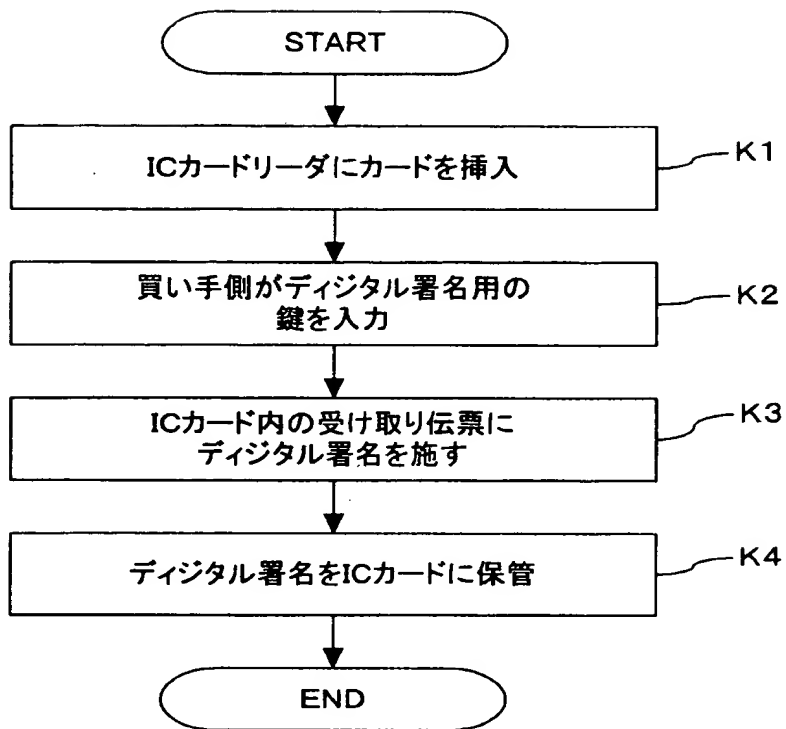 START
ICカードリーダにカードを挿入
K1
買い手側がディジタル署名用の
鍵を入力
K2
ICカード内の受け取り伝票に
ディジタル署名を施す
K3
ディジタル署名をICカードに保管
K4
END